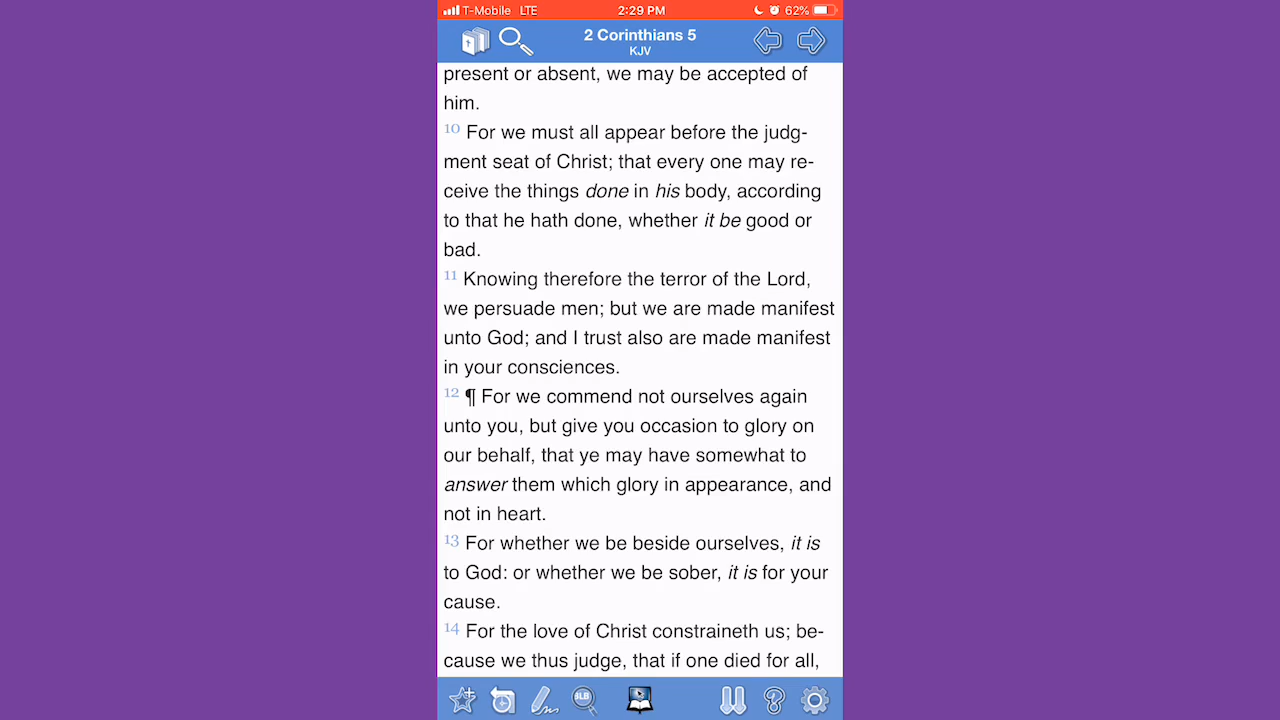 T-Mobile LTE 2:29 PM 62%
2 Corinthians 5
KJV
present or absent, we may be accepted of
him.
10 For we must all appear before the judg-
ment seat of Christ; that every one may re-
ceive the things done in his body, according
to that he hath done, whether it be good or
bad.
11 Knowing therefore the terror of the Lord,
we persuade men; but we are made manifest
unto God; and I trust also are made manifest
in your consciences.
12 ¶ For we commend not ourselves again
unto you, but give you occasion to glory on
our behalf, that ye may have somewhat to
answer them which glory in appearance, and
not in heart.
13 For whether we be beside ourselves, it is
to God: or whether we be sober, it is for your
cause.
14 For the love of Christ constraineth us; be-
cause we thus judge, that if one died for all,
BLB